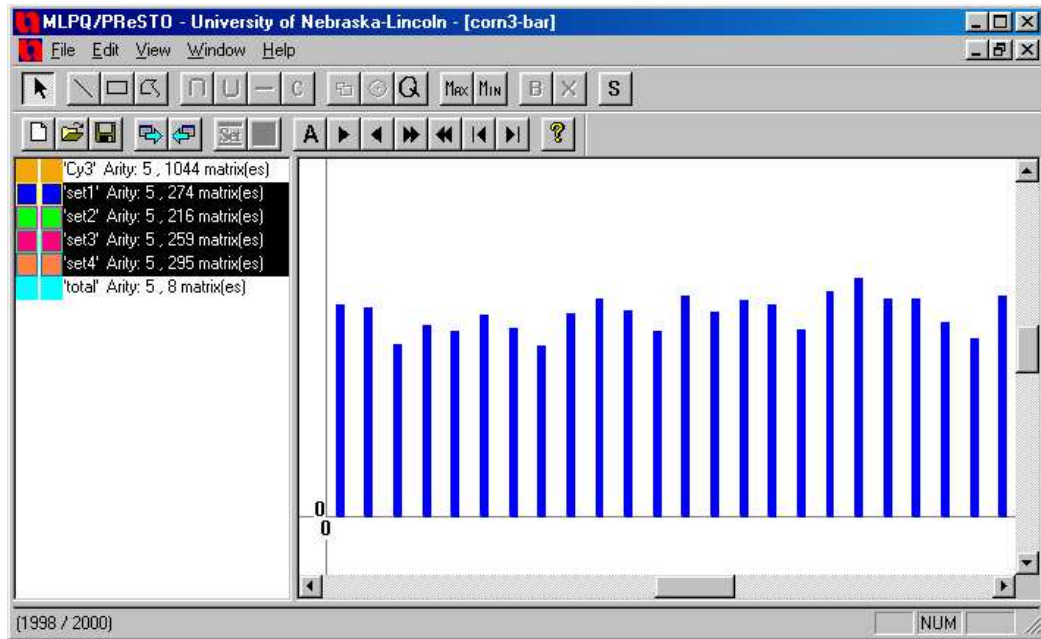 MLPQ/PReSTO - University of Nebraska-Lincoln - [corn3-bar]
File Edit View Window Help
C Q MAX MIN B X S
Set A ?
'Cy3' Arity: 5 , 1044 matrix(es)
'set1' Arity: 5 , 274 matrix(es)
'set2' Arity: 5 , 216 matrix(es)
'set3' Arity: 5 , 259 matrix(es)
'set4' Arity: 5 , 295 matrix(es)
'total' Arity: 5 , 8 matrix(es)
0
0
(1998 / 2000)
NUM